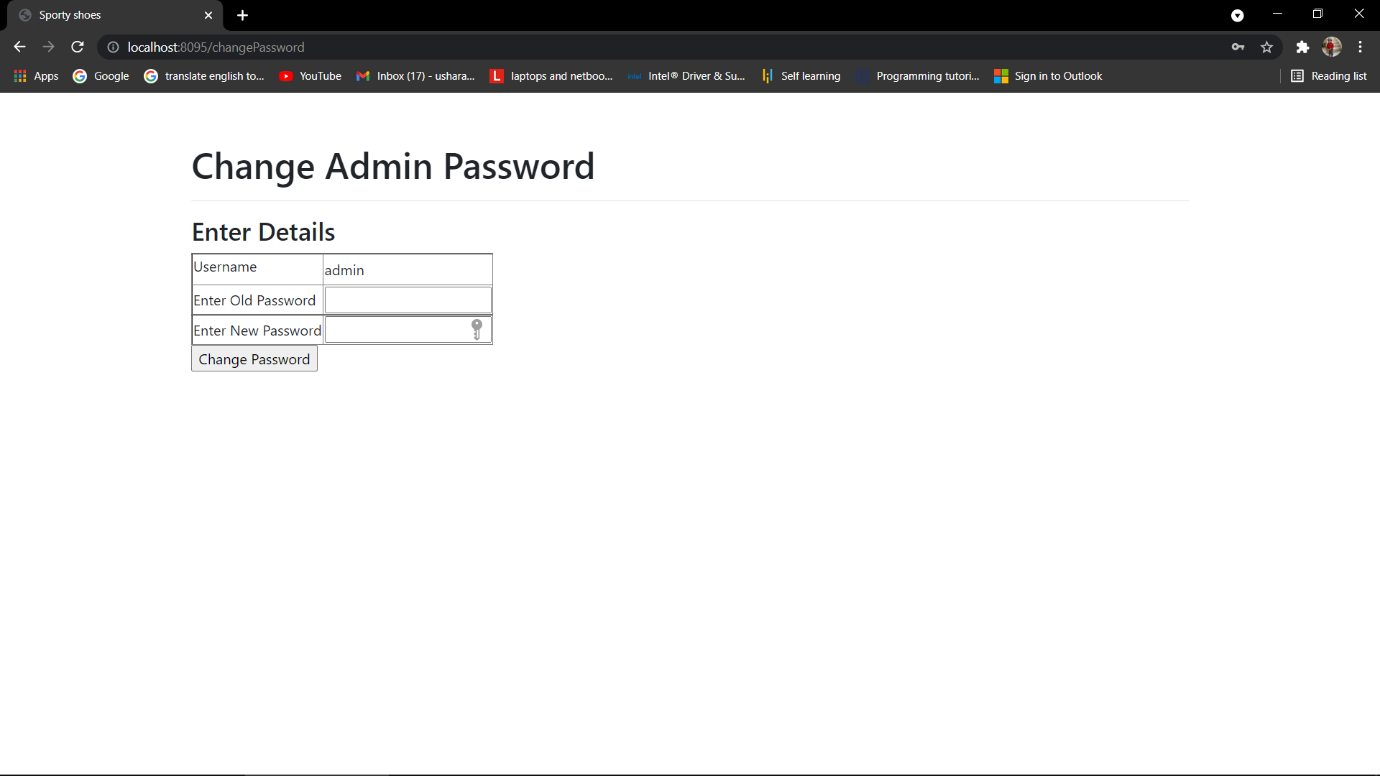 Sporty shoes
localhost:8095/changePassword
Apps Google translate english to... YouTube Inbox (17) - ushara... L laptops and netboo... intel Intel® Driver & Su... Self learning Programming tutori... Sign in to Outlook Reading list
Change Admin Password
Enter Details
Username admin
Enter Old Password
Enter New Password
Change Password